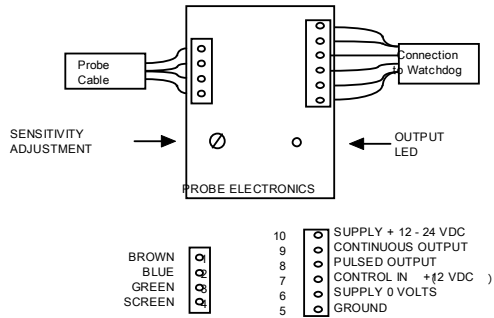 Probe
Cable
Connection
to Watchdog
SENSITIVITY
ADJUSTMENT
OUTPUT
LED
PROBE ELECTRONICS
BROWN 1
BLUE 2
GREEN 3
SCREEN 4
10 SUPPLY + 12 - 24 VDC
9 CONTINUOUS OUTPUT
8 PULSED OUTPUT
7 CONTROL IN +(12 VDC )
6 SUPPLY 0 VOLTS
5 GROUND